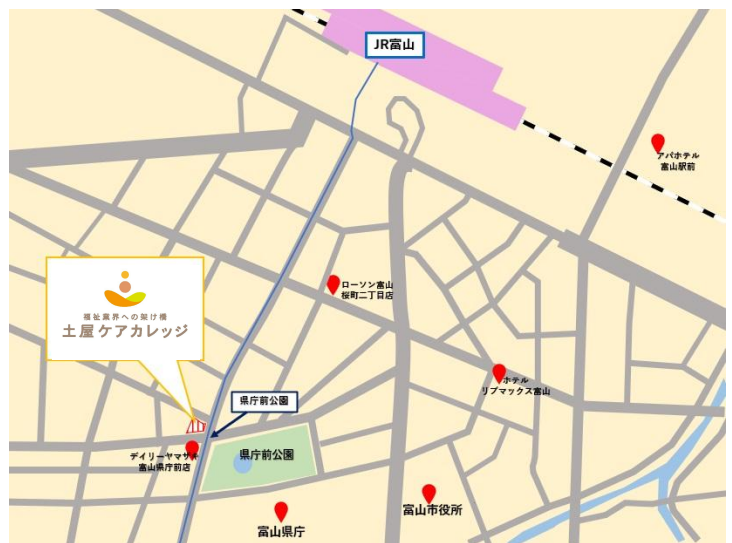 JR富山
アパホテル
富山駅前
ローソン富山
桜町二丁目店
福祉業界への架け橋
土屋ケアカレッジ
ホテル
リブマックス富山
県庁前公園
デイリーヤマザキ
富山県庁前店
県庁前公園
富山市役所
富山県庁